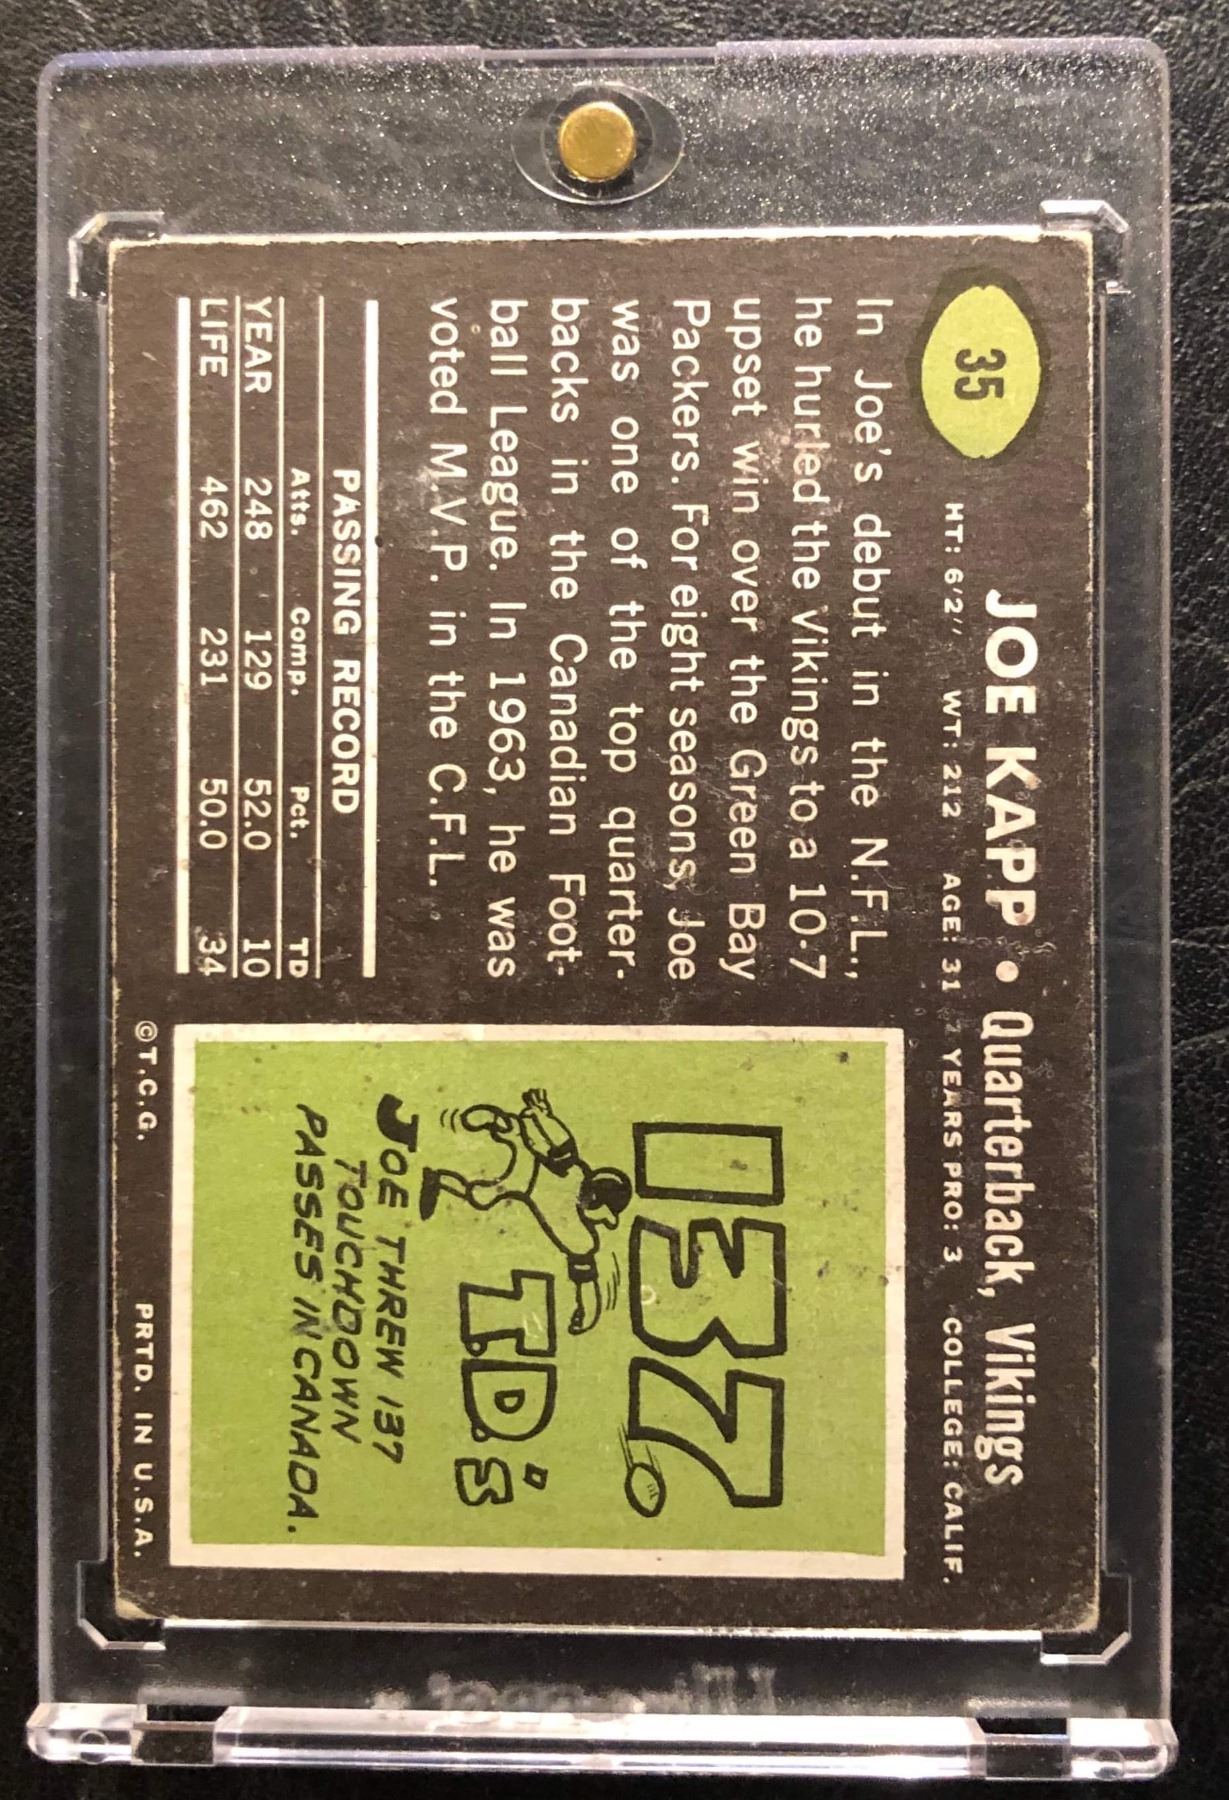 35
JOE KAPP • Quarterback, Vikings
HT: 6'2" WT: 212 AGE: 31 YEARS PRO: 3 COLLEGE: CALIF.
In Joe's debut in the N.F.L.,
he hurled the Vikings to a 10-7
upset win over the Green Bay
Packers. For eight seasons, Joe
was one of the top quarter-
backs in the Canadian Foot-
ball League. In 1963, he was
voted M.V.P. in the C.F.L.
PASSING RECORD
Atts. Comp. Pct. TD
YEAR 248 129 52.0 10
LIFE 462 231 50.0 34
137
TD's
JOE THREW 137
TOUCHDOWN
PASSES IN CANADA.
©T.C.G. PRTD. IN U.S.A.